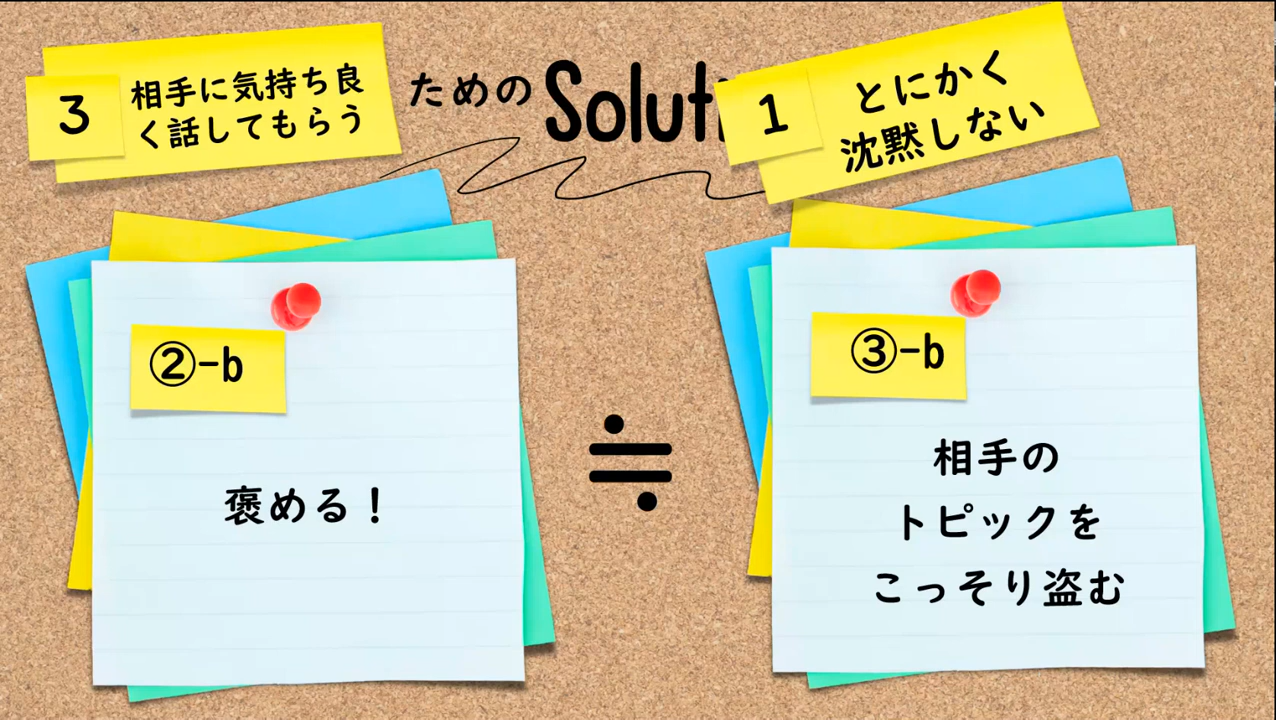 3
相手に気持ち良
く話してもらう
ための
Solut
1
とにかく
沈黙しない
②-b
褒める！
≒
③-b
相手の
トピックを
こっそり盗む